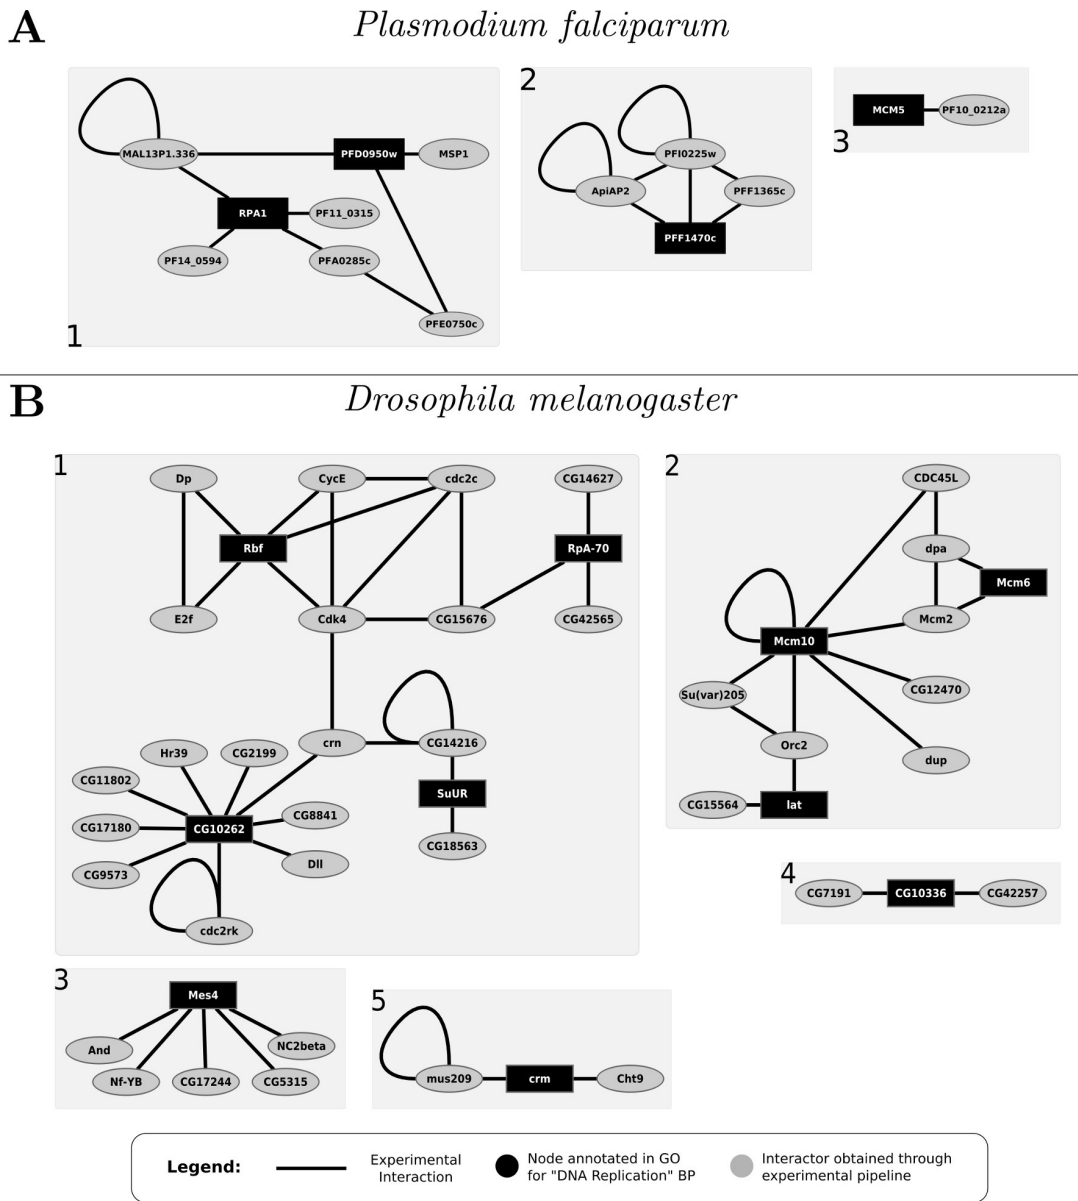 A
Plasmodium falciparum
1
MAL13P1.336
PFD0950w
MSP1
RPA1
PF11_0315
PF14_0594
PFA0285c
PFE0750c
2
PFI0225w
ApiAP2
PFF1365c
PFF1470c
3
MCM5
PF10_0212a
B
Drosophila melanogaster
1
Dp
CycE
cdc2c
CG14627
Rbf
RpA-70
E2f
Cdk4
CG15676
CG42565
crn
CG14216
Hr39
CG2199
CG11802
SuUR
CG8841
CG17180
CG10262
CG18563
Dll
CG9573
cdc2rk
2
CDC45L
dpa
Mcm6
Mcm2
Mcm10
CG12470
Su(var)205
Orc2
dup
CG15564
lat
4
CG7191
CG10336
CG42257
3
Mes4
And
NC2beta
Nf-YB
CG17244
CG5315
5
mus209
crm
Cht9
Legend:
Experimental
Interaction
Node annotated in GO
for "DNA Replication" BP
Interactor obtained through
experimental pipeline